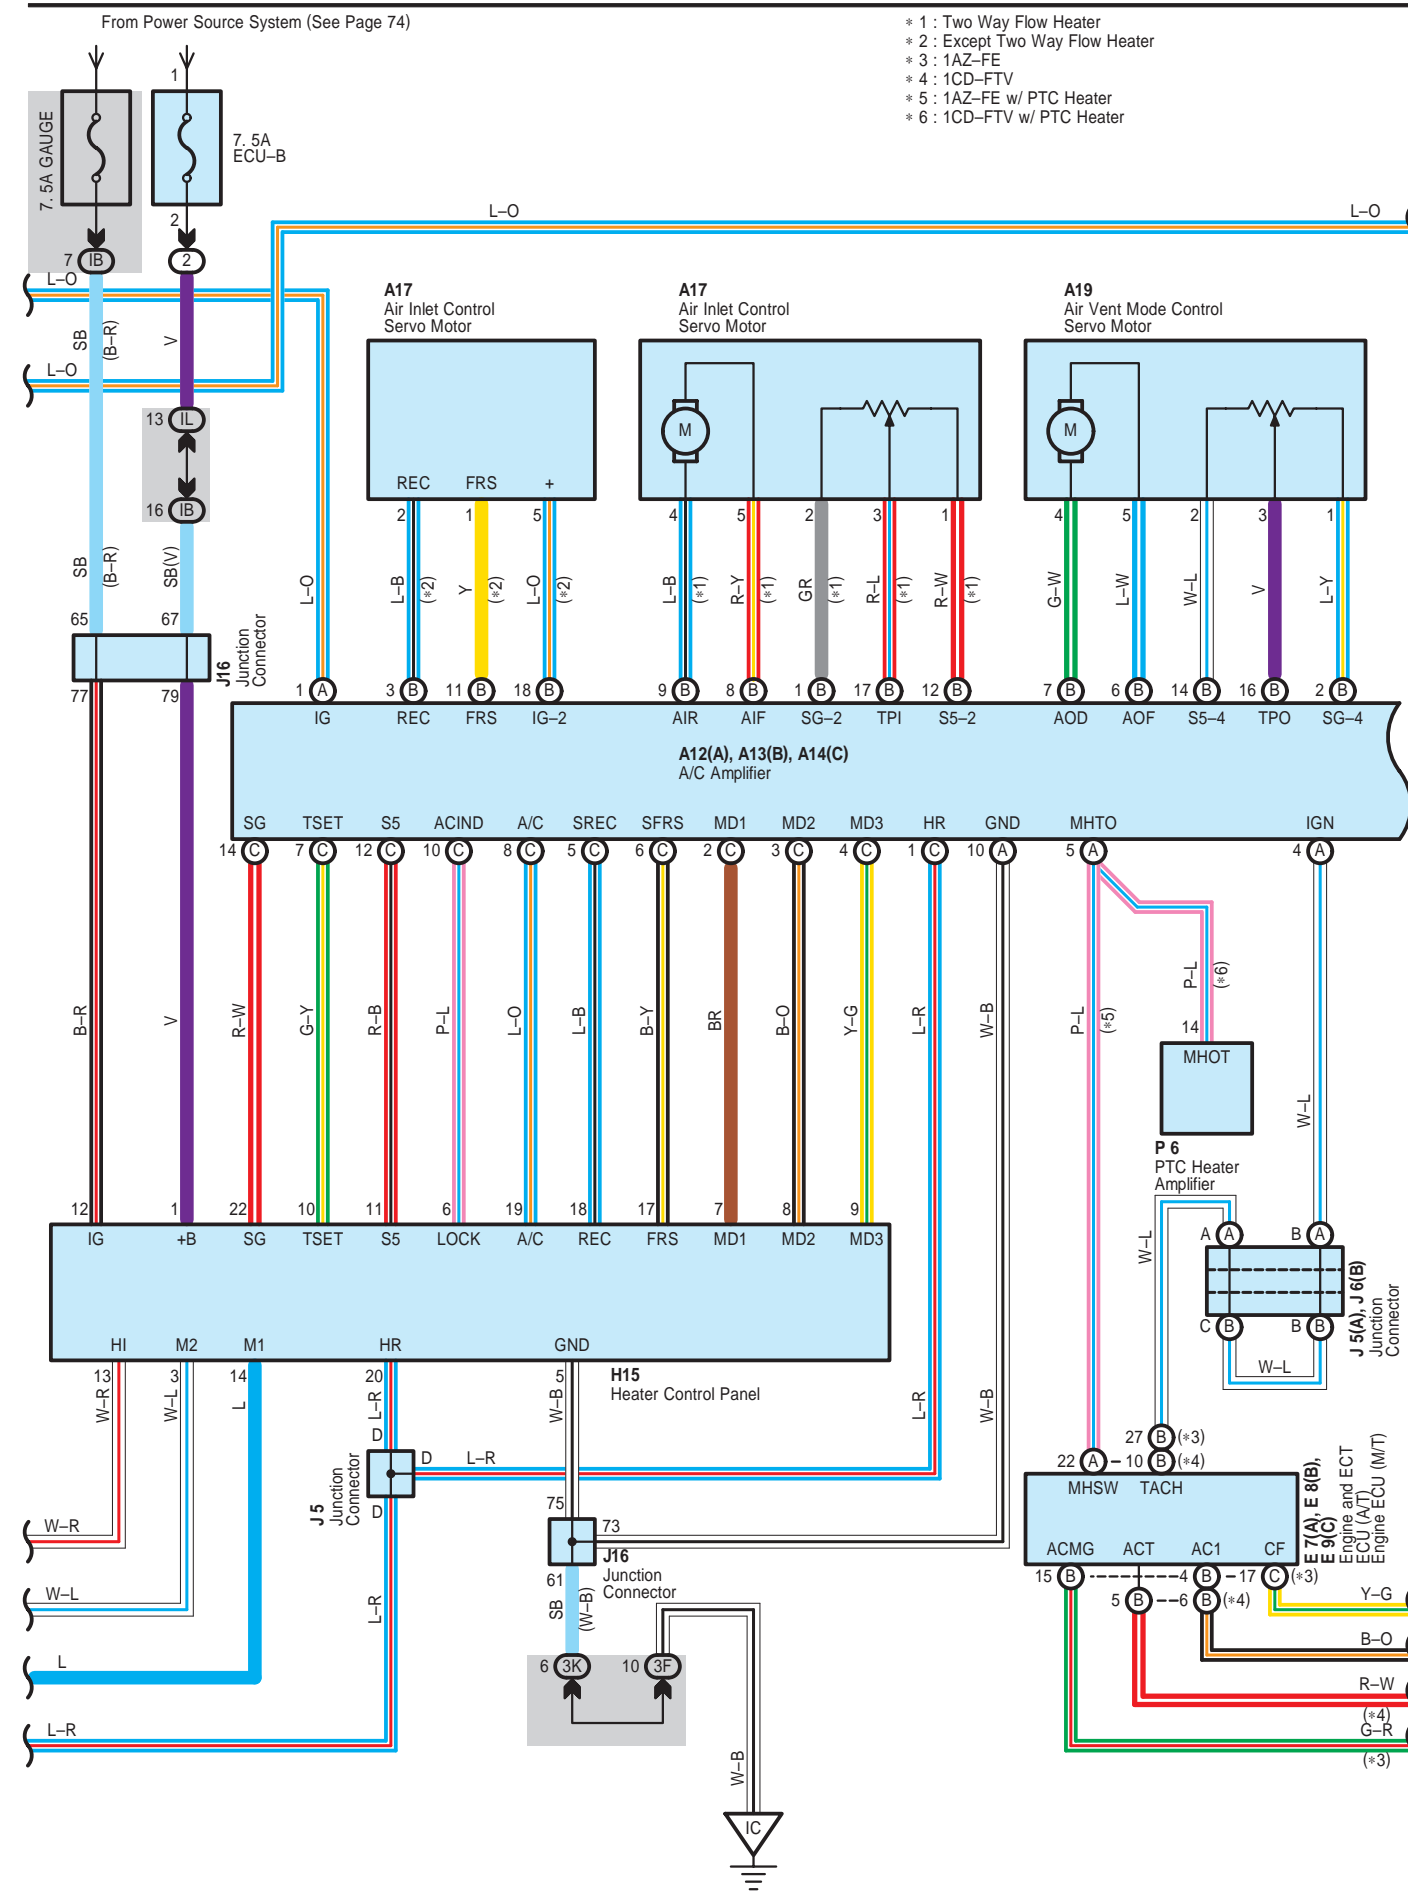 From Power Source System (See Page 74)
∗ 1 : Two Way Flow Heater
∗ 2 : Except Two Way Flow Heater
∗ 3 : 1AZ–FE
∗ 4 : 1CD–FTV
∗ 5 : 1AZ–FE w/ PTC Heater
∗ 6 : 1CD–FTV w/ PTC Heater
1
7. 5A GAUGE
7. 5A
ECU–B
2
L–O
L–O
7 IB
2
L–O
A17
Air Inlet Control
Servo Motor
A17
Air Inlet Control
Servo Motor
A19
Air Vent Mode Control
Servo Motor
SB
(B–R)
V
L–O
13 IL
M
M
REC FRS +
16 IB
2 1 5 4 5 2 3 1 4 5 2 3 1
SB
(B–R)
SB(V)
L–O
L–B
(∗2)
Y
(∗2)
L–O
(∗2)
L–B
(∗1)
R–Y
(∗1)
GR
(∗1)
R–L
(∗1)
R–W
(∗1)
G–W
L–W
W–L
V
L–Y
65 67
J16
Junction
Connector
77 79
1 A 3 B 11 B 18 B 9 B 8 B 1 B 17 B 12 B 7 B 6 B 14 B 16 B 2 B
IG REC FRS IG–2 AIR AIF SG–2 TPI S5–2 AOD AOF S5–4 TPO SG–4
A12(A), A13(B), A14(C)
A/C Amplifier
SG TSET S5 ACIND A/C SREC SFRS MD1 MD2 MD3 HR GND MHTO IGN
14 C 7 C 12 C 10 C 8 C 5 C 6 C 2 C 3 C 4 C 1 C 10 A 5 A 4 A
B–R
V
R–W
G–Y
R–B
P–L
L–O
L–B
B–Y
BR
B–O
Y–G
L–R
W–B
P–L
(∗5)
P–L
(∗6)
14
MHOT
P 6
PTC Heater
Amplifier
W–L
12 1 22 10 11 6 19 18 17 7 8 9
IG +B SG TSET S5 LOCK A/C REC FRS MD1 MD2 MD3
W–L
A A B A
J 5(A), J 6(B)
Junction
Connector
C B B B
W–L
HI M2 M1 HR GND
13 3 14 20 5
H15
Heater Control Panel
W–R
W–L
L
L–R
W–B
L–R
W–B
D
D
L–R
D
J 5
Junction
Connector
27 B (∗3)
22 A 10 B (∗4)
MHSW TACH
E 7(A), E 8(B),
E 9(C)
Engine and ECT
ECU (A/T)
Engine ECU (M/T)
75
73
J16
Junction
Connector
61
W–R
ACMG ACT AC1 CF
15 B 4 B 17 C (∗3)
5 B 6 B (∗4)
W–L
L–R
SB
(W–B)
Y–G
B–O
L
6 3K 10 3F
R–W
(∗4)
L–R
G–R
(∗3)
W–B
IC